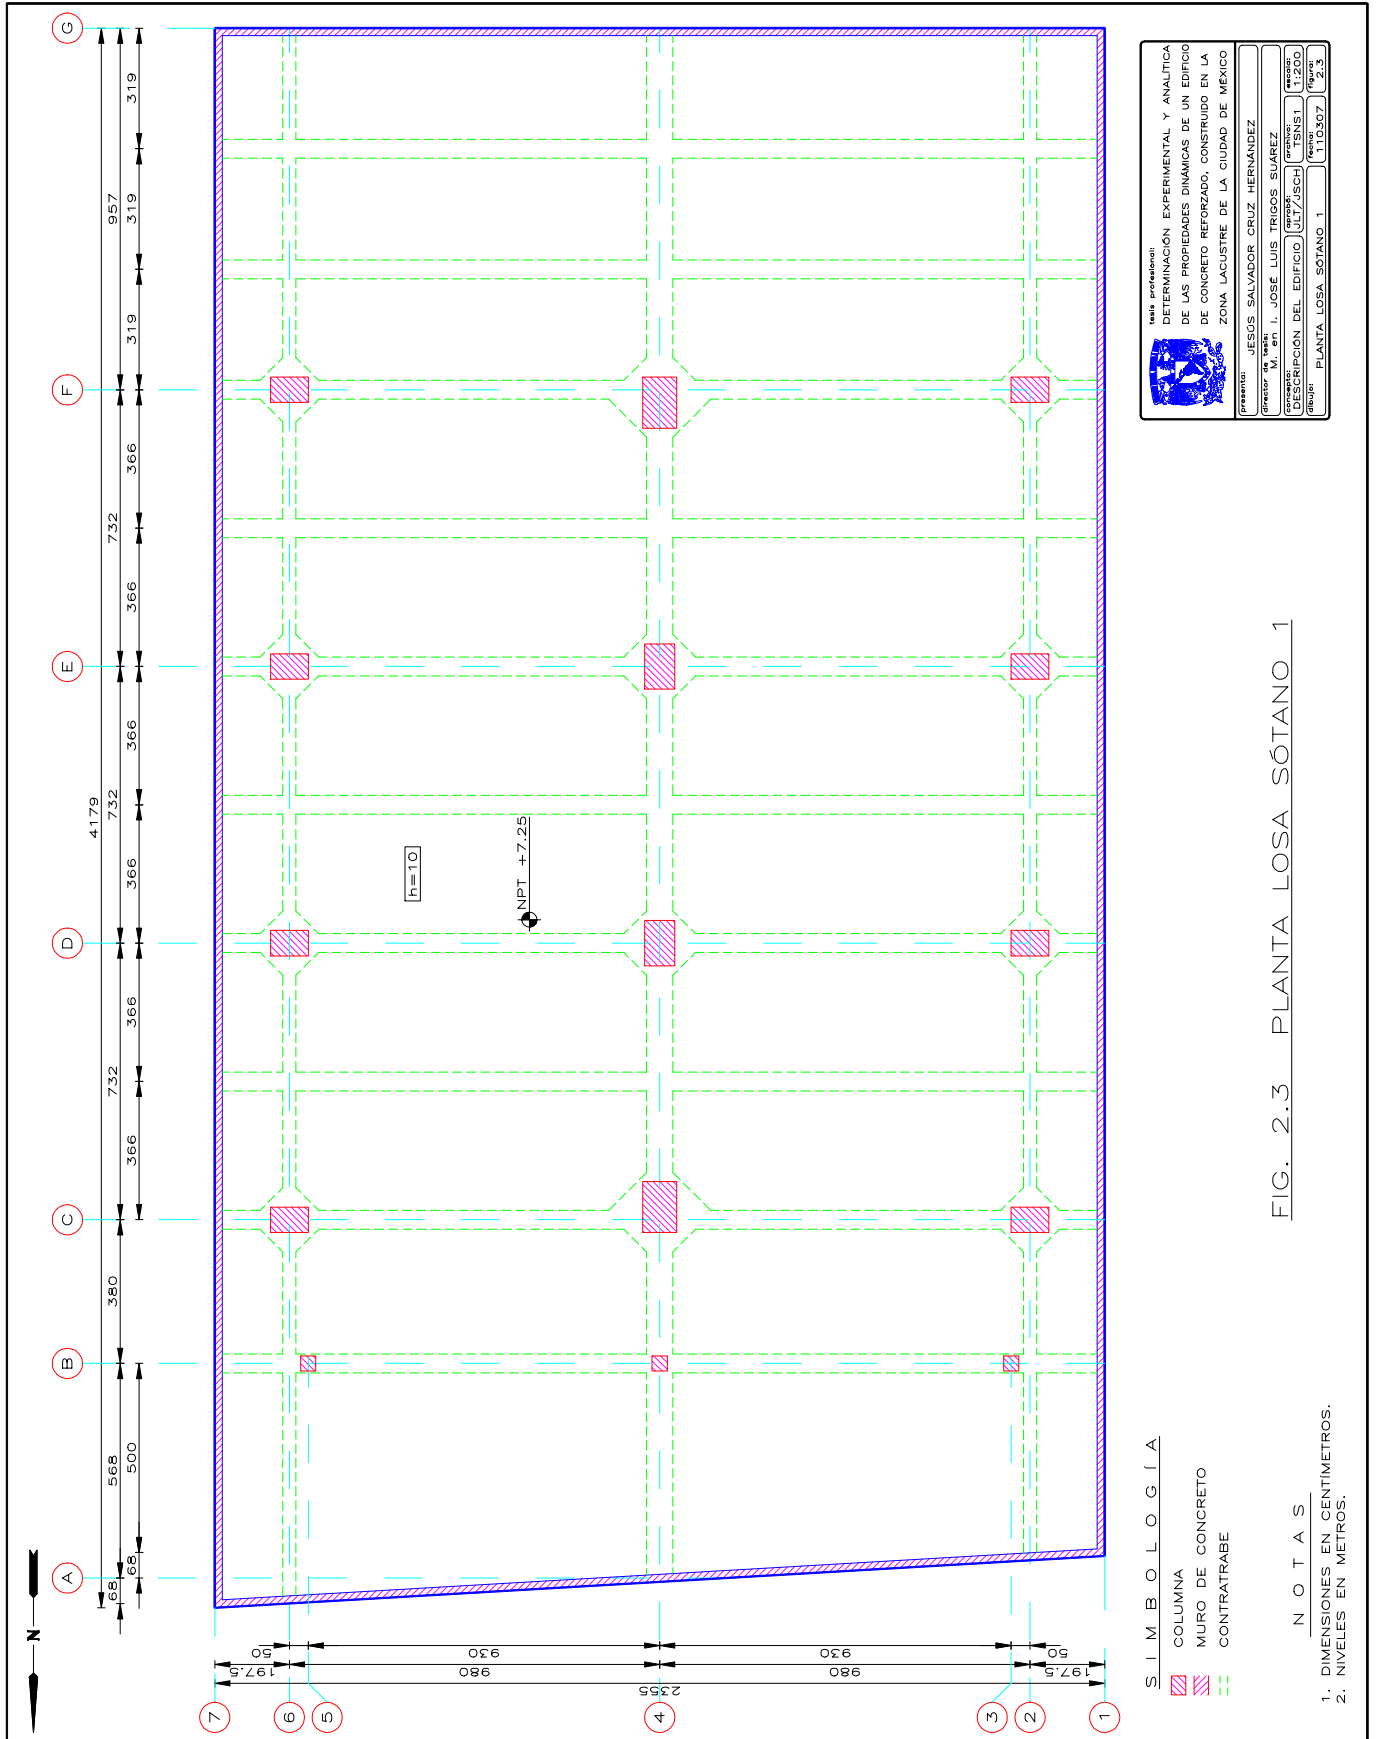 G
F
E
D
C
B
A
4179
957
732
732
732
380
568
68
319
319
319
366
366
366
366
366
366
500
68
N
h=10
NPT +7.25
50
930
930
50
197.5
980
980
197.5
2355
7
6
5
4
3
2
1
SIMBOLOGÍA
COLUMNA
MURO DE CONCRETO
CONTRATRABE
NOTAS
1. DIMENSIONES EN CENTÍMETROS.
2. NIVELES EN METROS.
FIG. 2.3 PLANTA LOSA SÓTANO 1
tesis profesional:
DETERMINACIÓN EXPERIMENTAL Y ANALÍTICA
DE LAS PROPIEDADES DINÁMICAS DE UN EDIFICIO
DE CONCRETO REFORZADO, CONSTRUIDO EN LA
ZONA LACUSTRE DE LA CIUDAD DE MÉXICO
presenta:
JESÚS SALVADOR CRUZ HERNÁNDEZ
director de tesis:
M. en I. JOSÉ LUIS TRIGOS SUÁREZ
concepto:
DESCRIPCIÓN DEL EDIFICIO
aprobó:
JLT/JSCH
archivo:
TSNS1
escala:
1:200
dibujo:
PLANTA LOSA SÓTANO 1
fecha:
110307
figura:
2.3